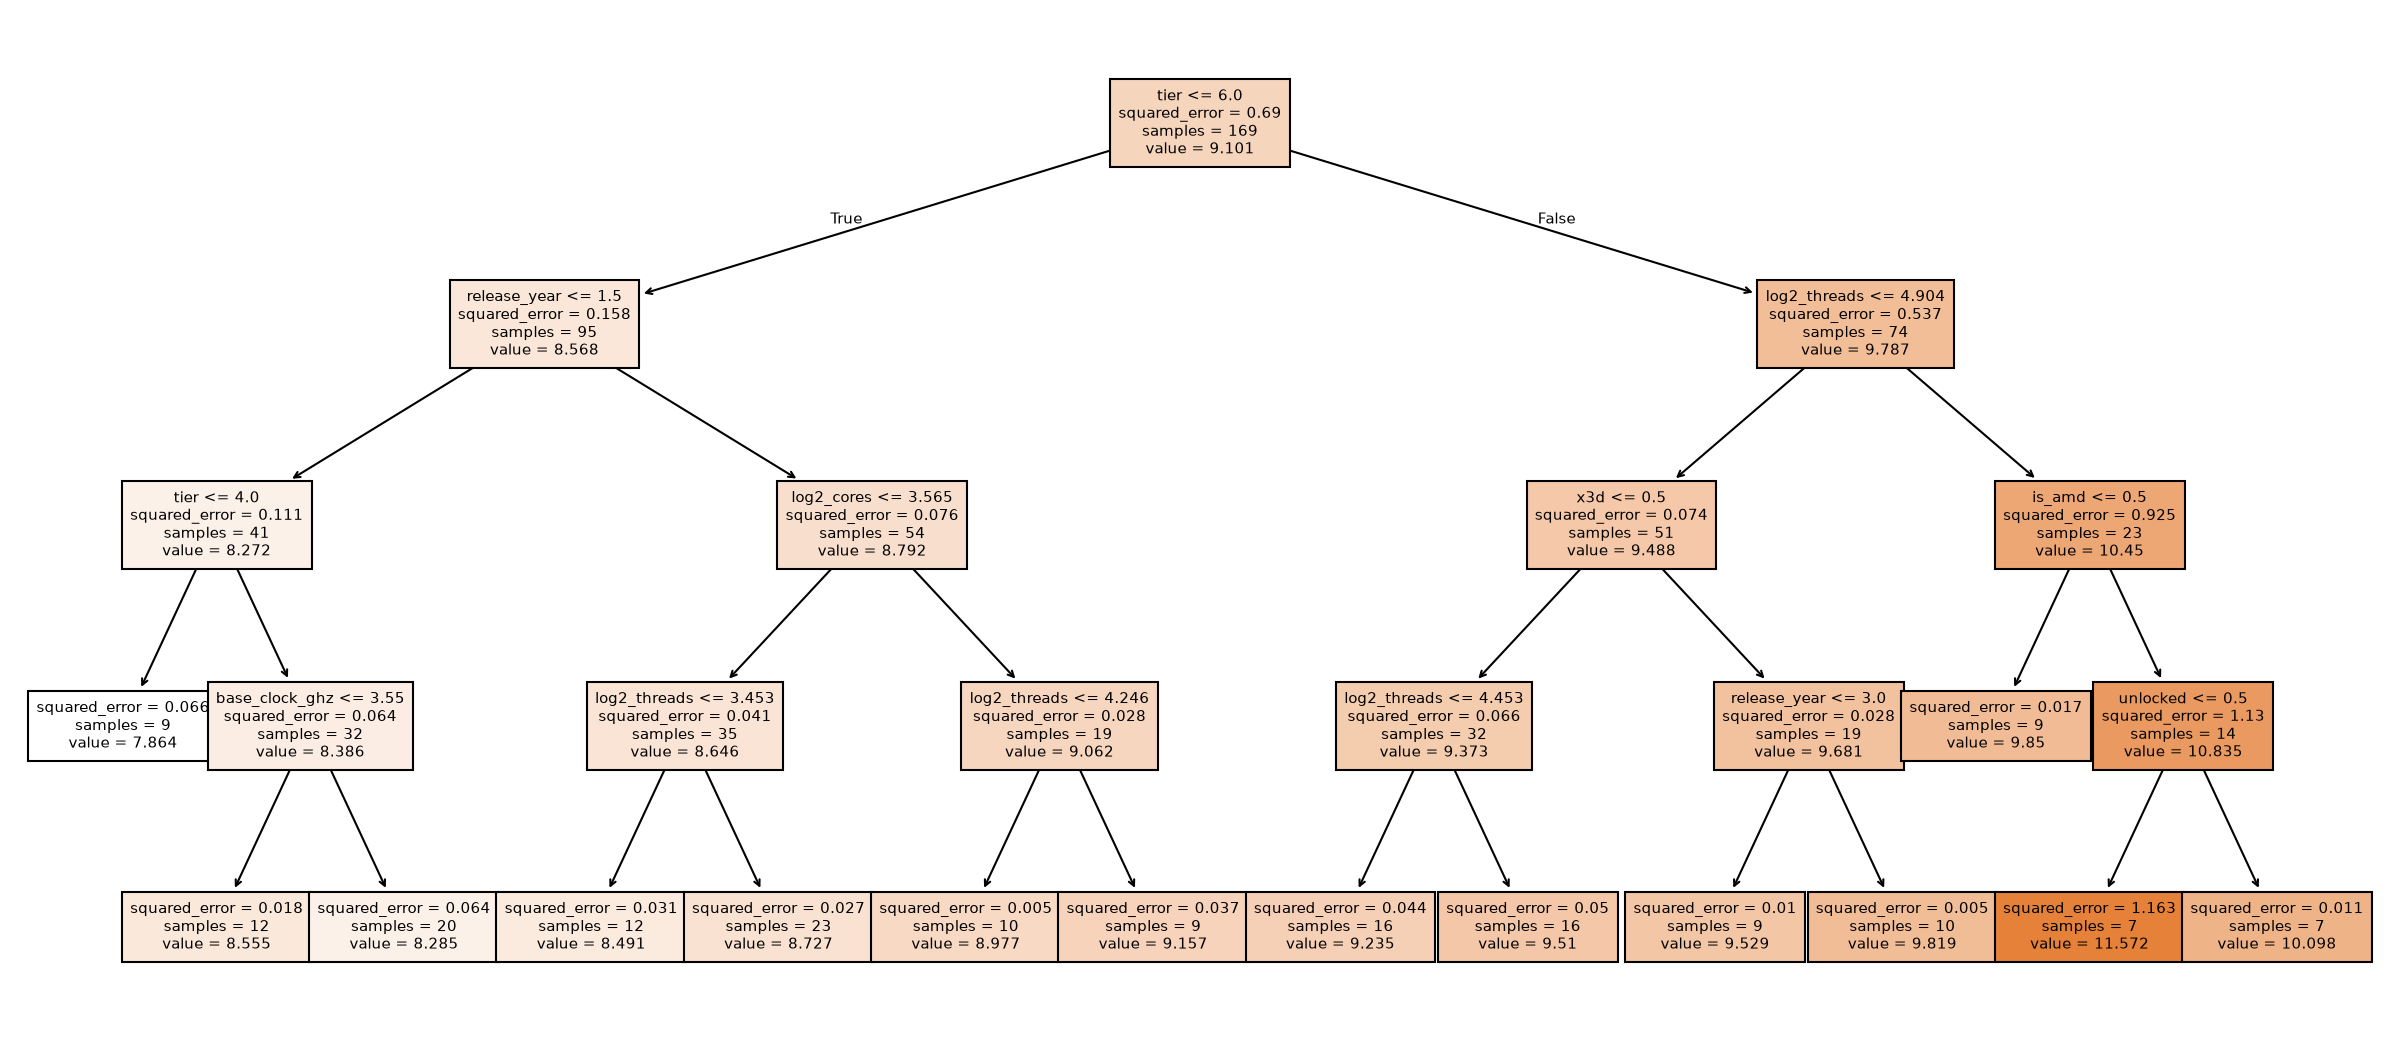 tier <= 6.0
squared_error = 0.69
samples = 169
value = 9.101
True
False
release_year <= 1.5
squared_error = 0.158
samples = 95
value = 8.568
log2_threads <= 4.904
squared_error = 0.537
samples = 74
value = 9.787
tier <= 4.0
squared_error = 0.111
samples = 41
value = 8.272
log2_cores <= 3.565
squared_error = 0.076
samples = 54
value = 8.792
x3d <= 0.5
squared_error = 0.074
samples = 51
value = 9.488
is_amd <= 0.5
squared_error = 0.925
samples = 23
value = 10.45
squared_error = 0.066
samples = 9
value = 7.864
base_clock_ghz <= 3.55
squared_error = 0.064
samples = 32
value = 8.386
log2_threads <= 3.453
squared_error = 0.041
samples = 35
value = 8.646
log2_threads <= 4.246
squared_error = 0.028
samples = 19
value = 9.062
log2_threads <= 4.453
squared_error = 0.066
samples = 32
value = 9.373
release_year <= 3.0
squared_error = 0.028
samples = 19
value = 9.681
squared_error = 0.017
samples = 9
value = 9.85
unlocked <= 0.5
squared_error = 1.13
samples = 14
value = 10.835
squared_error = 0.018
samples = 12
value = 8.555
squared_error = 0.064
samples = 20
value = 8.285
squared_error = 0.031
samples = 12
value = 8.491
squared_error = 0.027
samples = 23
value = 8.727
squared_error = 0.005
samples = 10
value = 8.977
squared_error = 0.037
samples = 9
value = 9.157
squared_error = 0.044
samples = 16
value = 9.235
squared_error = 0.05
samples = 16
value = 9.51
squared_error = 0.01
samples = 9
value = 9.529
squared_error = 0.005
samples = 10
value = 9.819
squared_error = 1.163
samples = 7
value = 11.572
squared_error = 0.011
samples = 7
value = 10.098